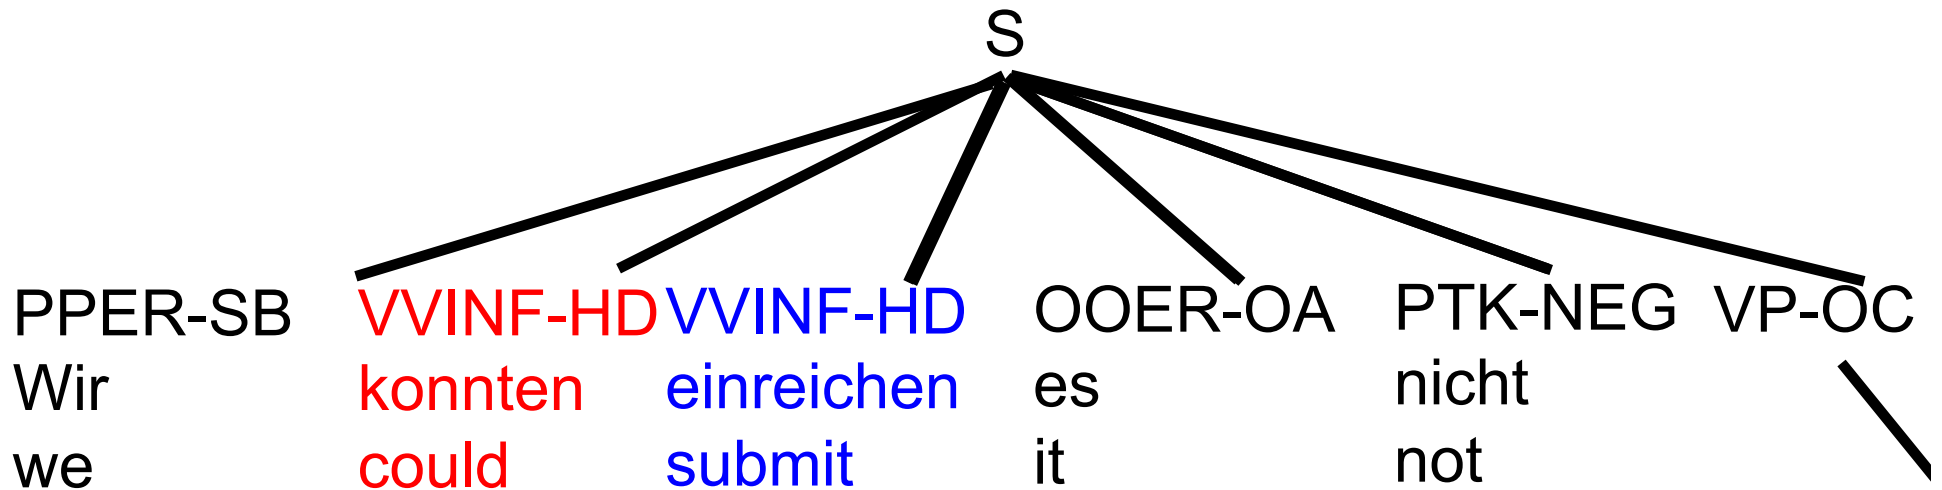 S
PPER-SB VVINF-HD VVINF-HD OOER-OA PTK-NEG VP-OC
Wir konnten einreichen es nicht
we could submit it not